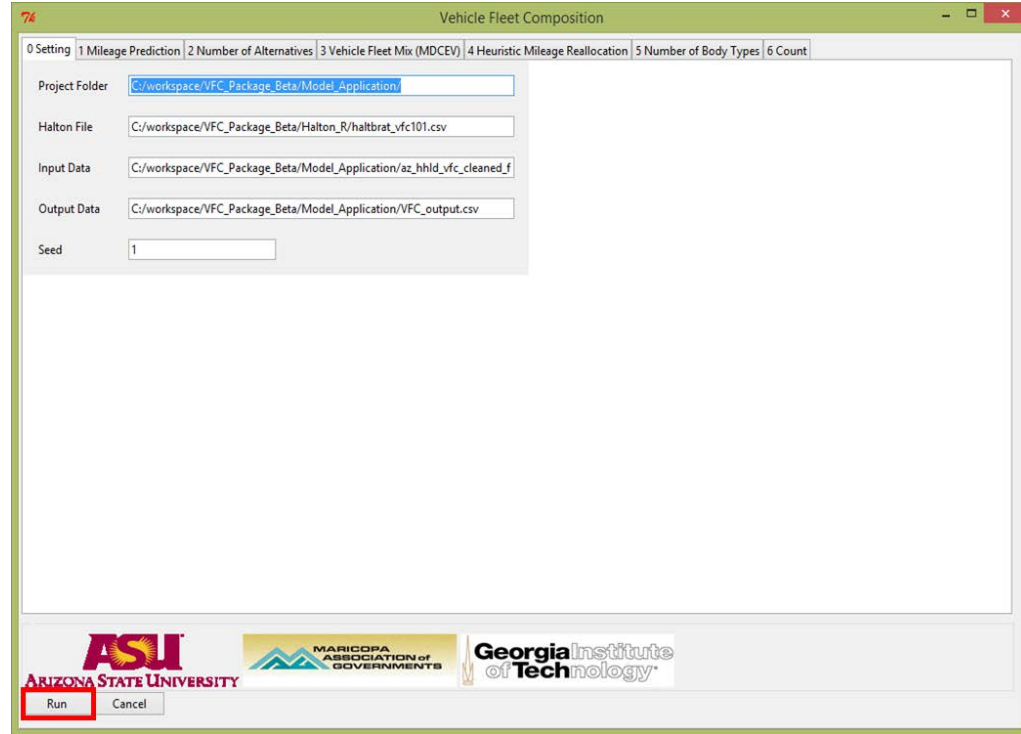 Vehicle Fleet Composition
0 Setting 1 Mileage Prediction 2 Number of Alternatives 3 Vehicle Fleet Mix (MDCEV) 4 Heuristic Mileage Reallocation 5 Number of Body Types 6 Count
Project Folder C:/workspace/VFC_Package_Beta/Model_Application/
Halton File C:/workspace/VFC_Package_Beta/Halton_R/haltbrat_vfc101.csv
Input Data C:/workspace/VFC_Package_Beta/Model_Application/az_hhld_vfc_cleaned_f
Output Data C:/workspace/VFC_Package_Beta/Model_Application/VFC_output.csv
Seed 1
ASU
ARIZONA STATE UNIVERSITY
MARICOPA
ASSOCIATION of
GOVERNMENTS
Georgia Institute
of Technology
Run Cancel